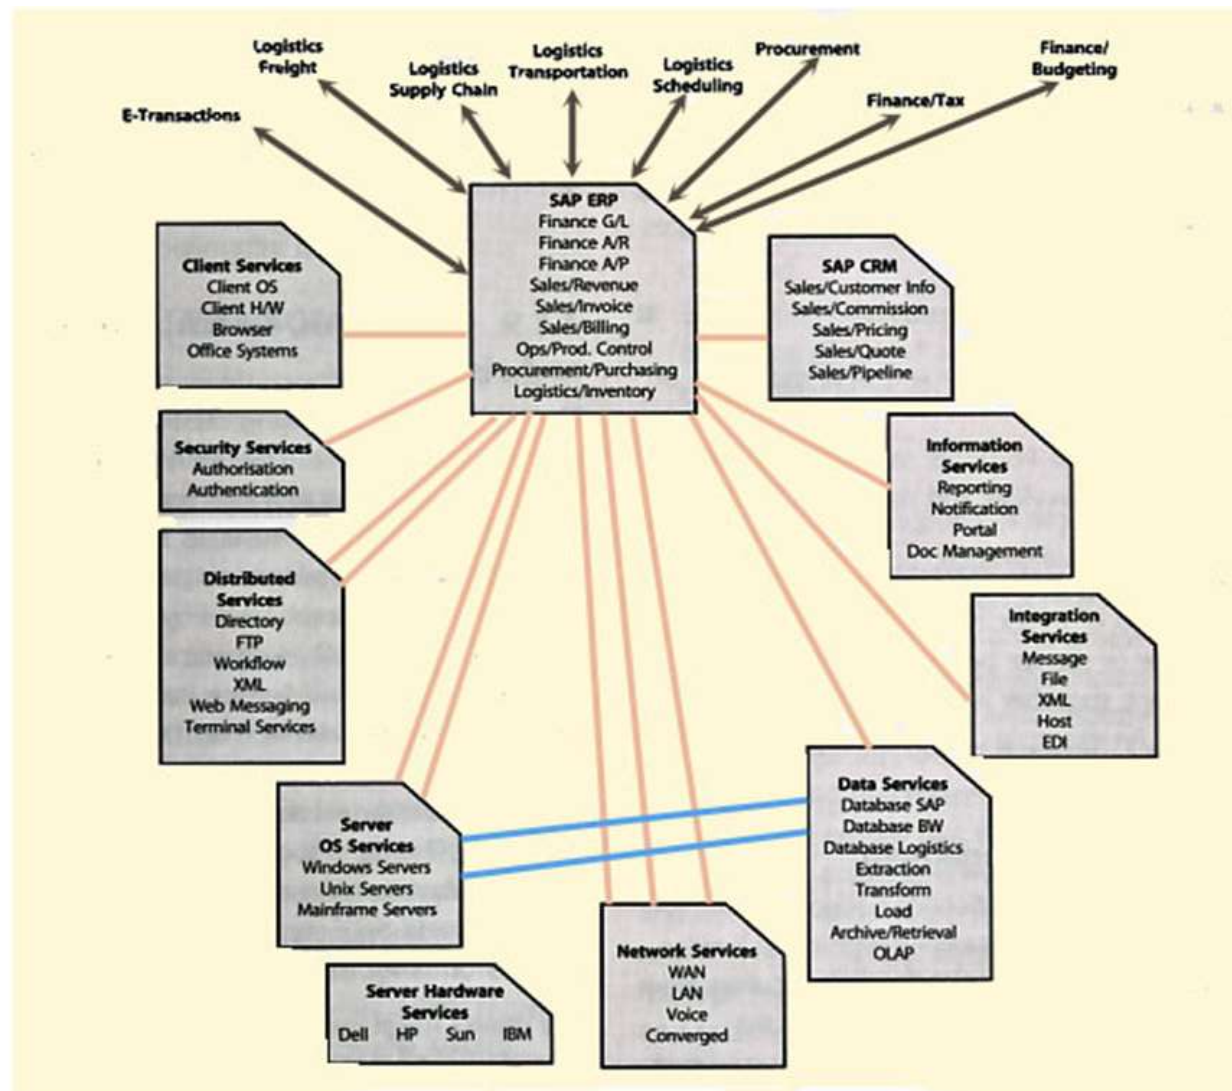 Logistics
Freight
Logistics
Supply Chain
Logistics
Transportation
Logistics
Scheduling
Procurement
Finance/
Budgeting
E-Transactions
Finance/Tax
SAP ERP
Finance G/L
Finance A/R
Finance A/P
Sales/Revenue
Sales/Invoice
Sales/Billing
Ops/Prod. Control
Procurement/Purchasing
Logistics/Inventory
Client Services
Client OS
Client H/W
Browser
Office Systems
SAP CRM
Sales/Customer Info
Sales/Commission
Sales/Pricing
Sales/Quote
Sales/Pipeline
Security Services
Authorisation
Authentication
Information
Services
Reporting
Notification
Portal
Doc Management
Distributed
Services
Directory
FTP
Workflow
XML
Web Messaging
Terminal Services
Integration
Services
Message
File
XML
Host
EDI
Server
OS Services
Windows Servers
Unix Servers
Mainframe Servers
Data Services
Database SAP
Database BW
Database Logistics
Extraction
Transform
Load
Archive/Retrieval
OLAP
Network Services
WAN
LAN
Voice
Converged
Server Hardware
Services
Dell HP Sun IBM